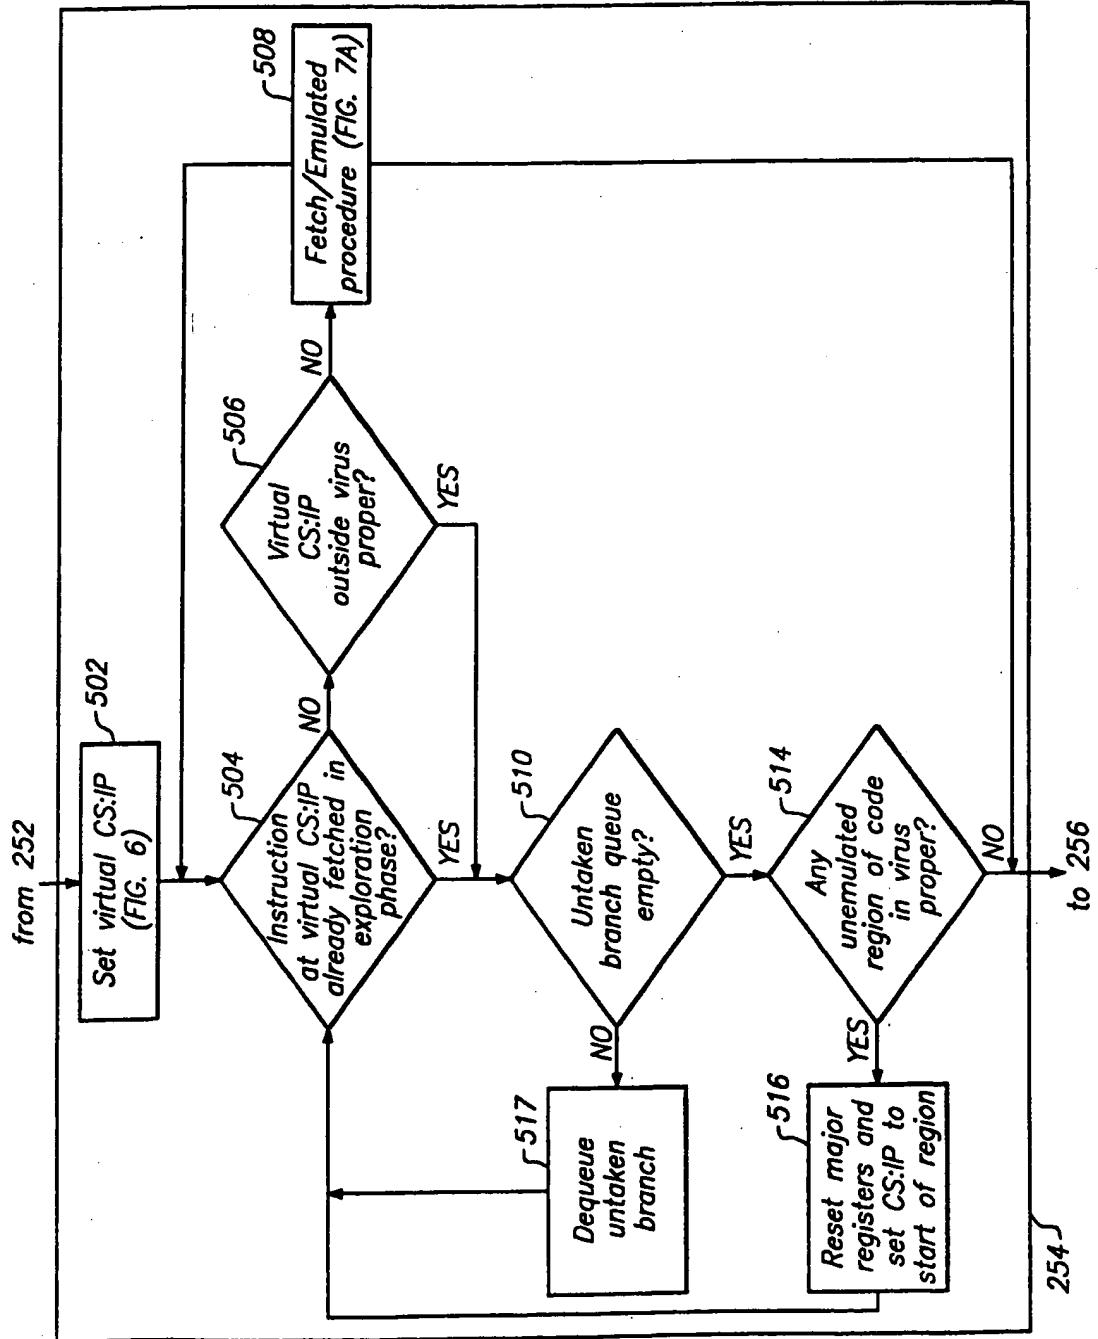 from 252
502
Set virtual CS:IP
(FIG. 6)
504
Instruction
at virtual CS:IP
already fetched in
exploration
phase?
NO
YES
506
Virtual
CS:IP
outside virus
proper?
NO
YES
508
Fetch/Emulated
procedure (FIG. 7A)
510
Untaken
branch queue
empty?
NO
YES
517
Dequeue
untaken
branch
514
Any
unemulated
region of code
in virus
proper?
YES
NO
516
Reset major
registers and
set CS:IP to
start of region
254
to 256